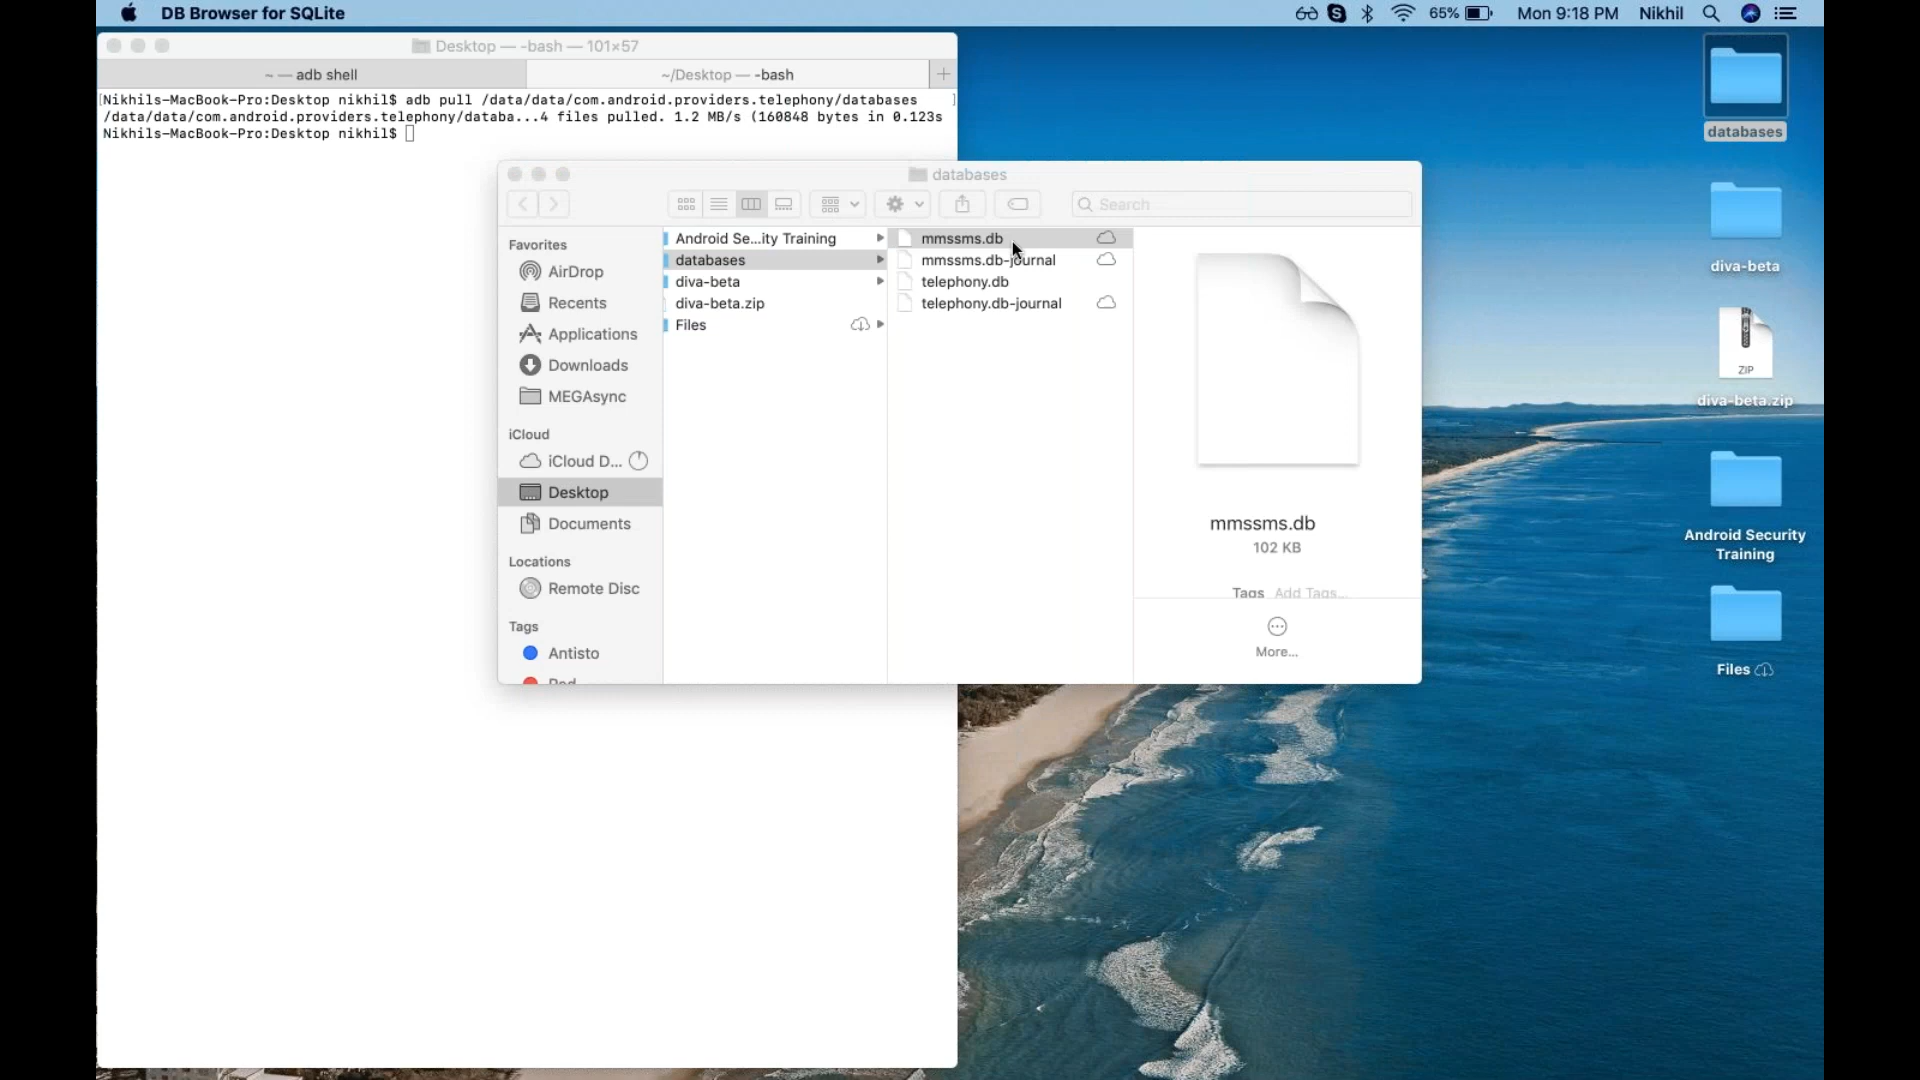 DB Browser for SQLite
65% Mon 9:18 PM Nikhil
Desktop — -bash — 101×57
~ — adb shell
~/Desktop — -bash
[Nikhils-MacBook-Pro:Desktop nikhil$ adb pull /data/data/com.android.providers.telephony/databases ]
/data/data/com.android.providers.telephony/databa...4 files pulled. 1.2 MB/s (160848 bytes in 0.123s
Nikhils-MacBook-Pro:Desktop nikhil$
databases
Search
Favorites
AirDrop
Recents
Applications
Downloads
MEGAsync
iCloud
iCloud D...
Desktop
Documents
Locations
Remote Disc
Tags
Antisto
Red
Android Se...ity Training
databases
diva-beta
diva-beta.zip
Files
mmssms.db
mmssms.db-journal
telephony.db
telephony.db-journal
mmssms.db
102 KB
Tags Add Tags...
More...
databases
diva-beta
ZIP
diva-beta.zip
Android Security
Training
Files